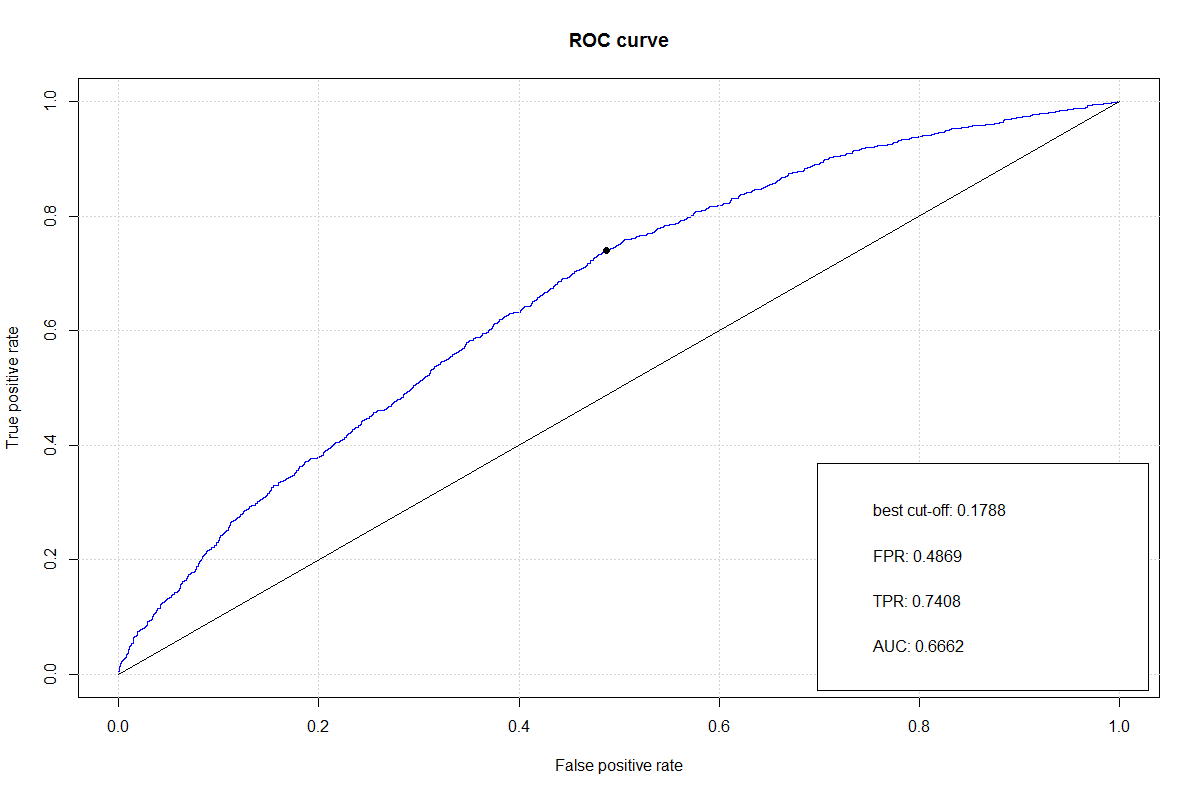 ROC curve
True positive rate
1.0
0.8
0.6
0.4
0.2
0.0
best cut-off: 0.1788
FPR: 0.4869
TPR: 0.7408
AUC: 0.6662
0.0 0.2 0.4 0.6 0.8 1.0
False positive rate